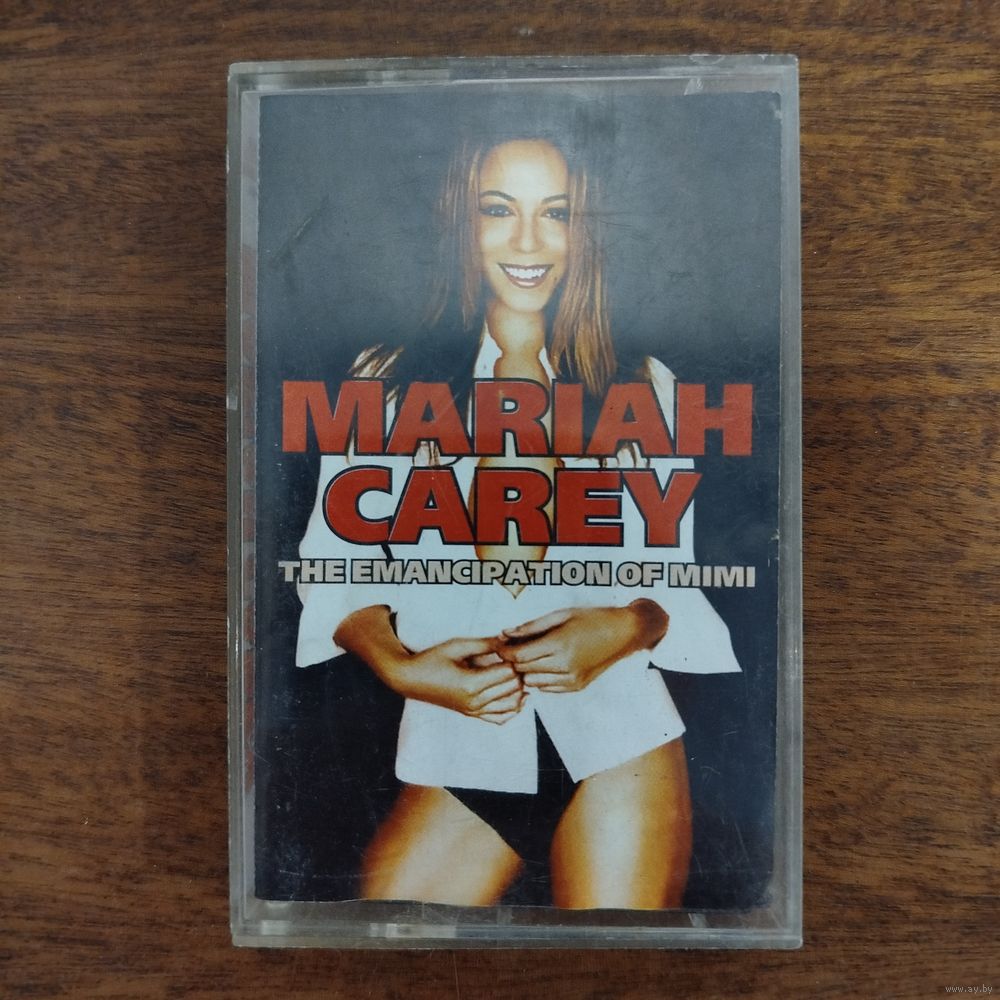 MARIAH
CAREY
THE EMANCIPATION OF MIMI
www.ay.by